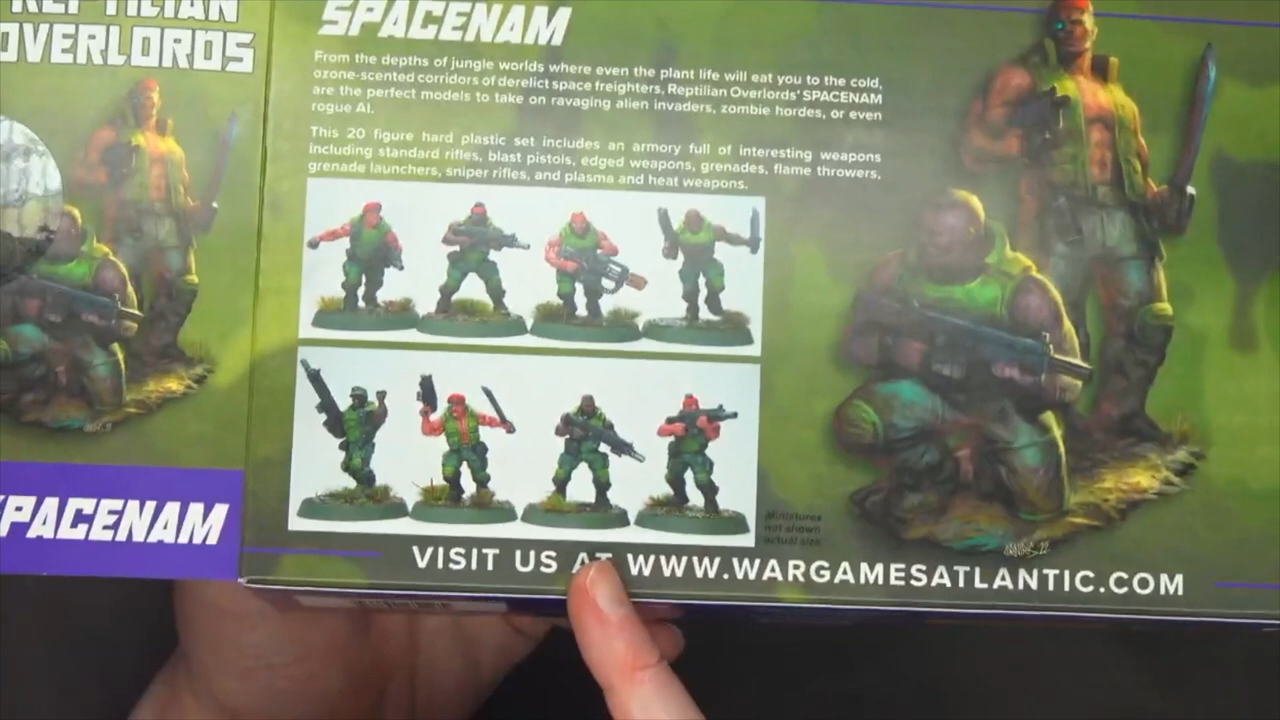 REPTILIAN
OVERLORDS
SPACENAM
SPACENAM
From the depths of jungle worlds where even the plant life will eat you to the cold,
ozone-scented corridors of derelict space freighters, Reptilian Overlords' SPACENAM
are the perfect models to take on ravaging alien invaders, zombie hordes, or even
rogue AI.
This 20 figure hard plastic set includes an armory full of interesting weapons
including standard rifles, blast pistols, edged weapons, grenades, flame throwers,
grenade launchers, sniper rifles, and plasma and heat weapons.
Miniatures
not shown
actual size
VISIT US AT WWW.WARGAMESATLANTIC.COM